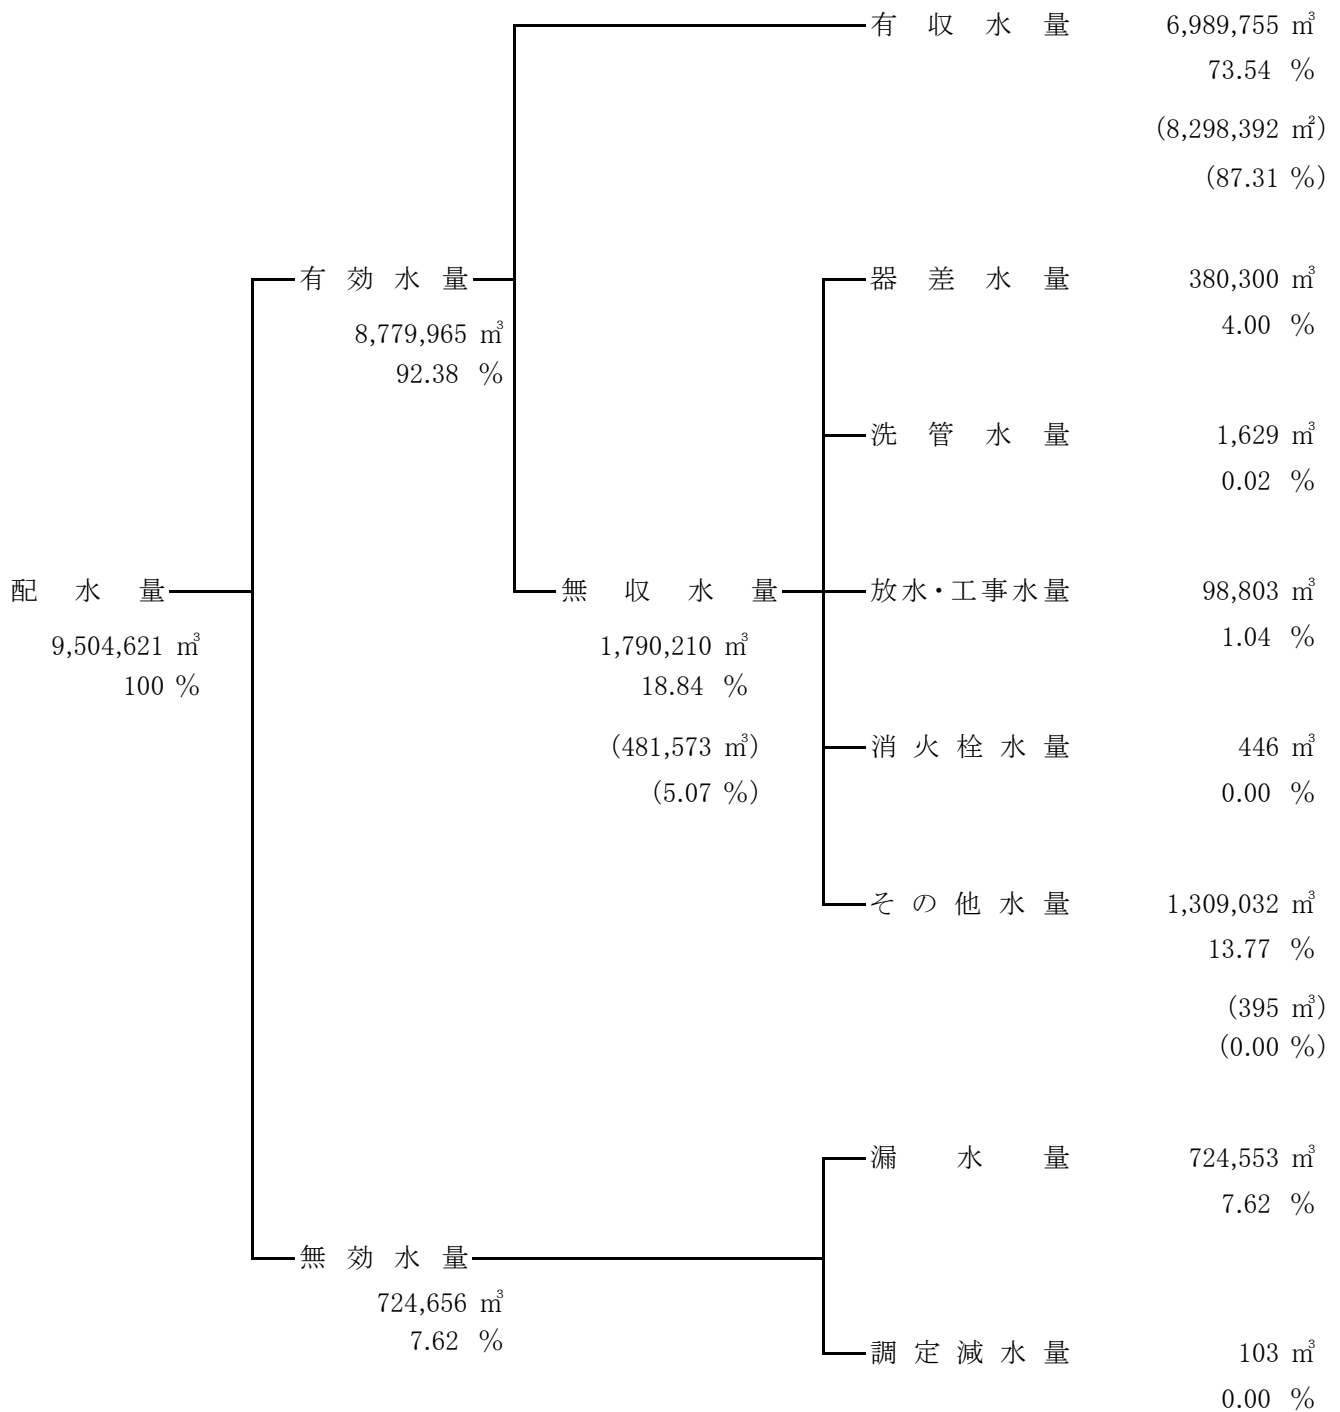 有収水量 6,989,755 ㎥
73.54 %
(8,298,392 ㎡)
(87.31 %)
有効水量
8,779,965 ㎥
92.38 %
器差水量 380,300 ㎥
4.00 %
洗管水量 1,629 ㎥
0.02 %
配水量
9,504,621 ㎥
100 %
無収水量
1,790,210 ㎥
18.84 %
(481,573 ㎥)
(5.07 %)
放水・工事水量 98,803 ㎥
1.04 %
消火栓水量 446 ㎥
0.00 %
その他水量 1,309,032 ㎥
13.77 %
(395 ㎥)
(0.00 %)
無効水量
724,656 ㎥
7.62 %
漏水量 724,553 ㎥
7.62 %
調定減水量 103 ㎥
0.00 %